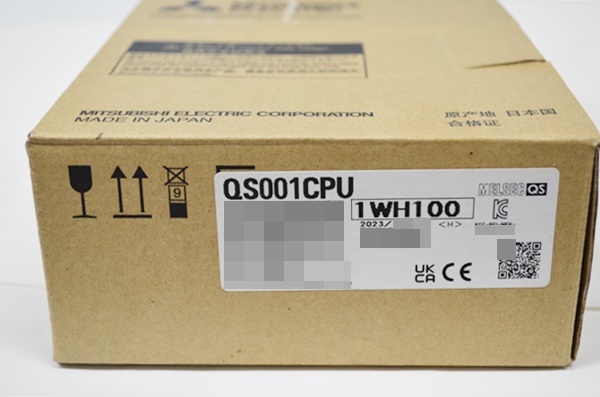 MITSUBISHI ELECTRIC CORPORATION
MADE IN JAPAN
原产地 日本国
合格证
9
QS001CPU
MELSEC QS
1WH100
2023/
<H>
UK
CA
CE